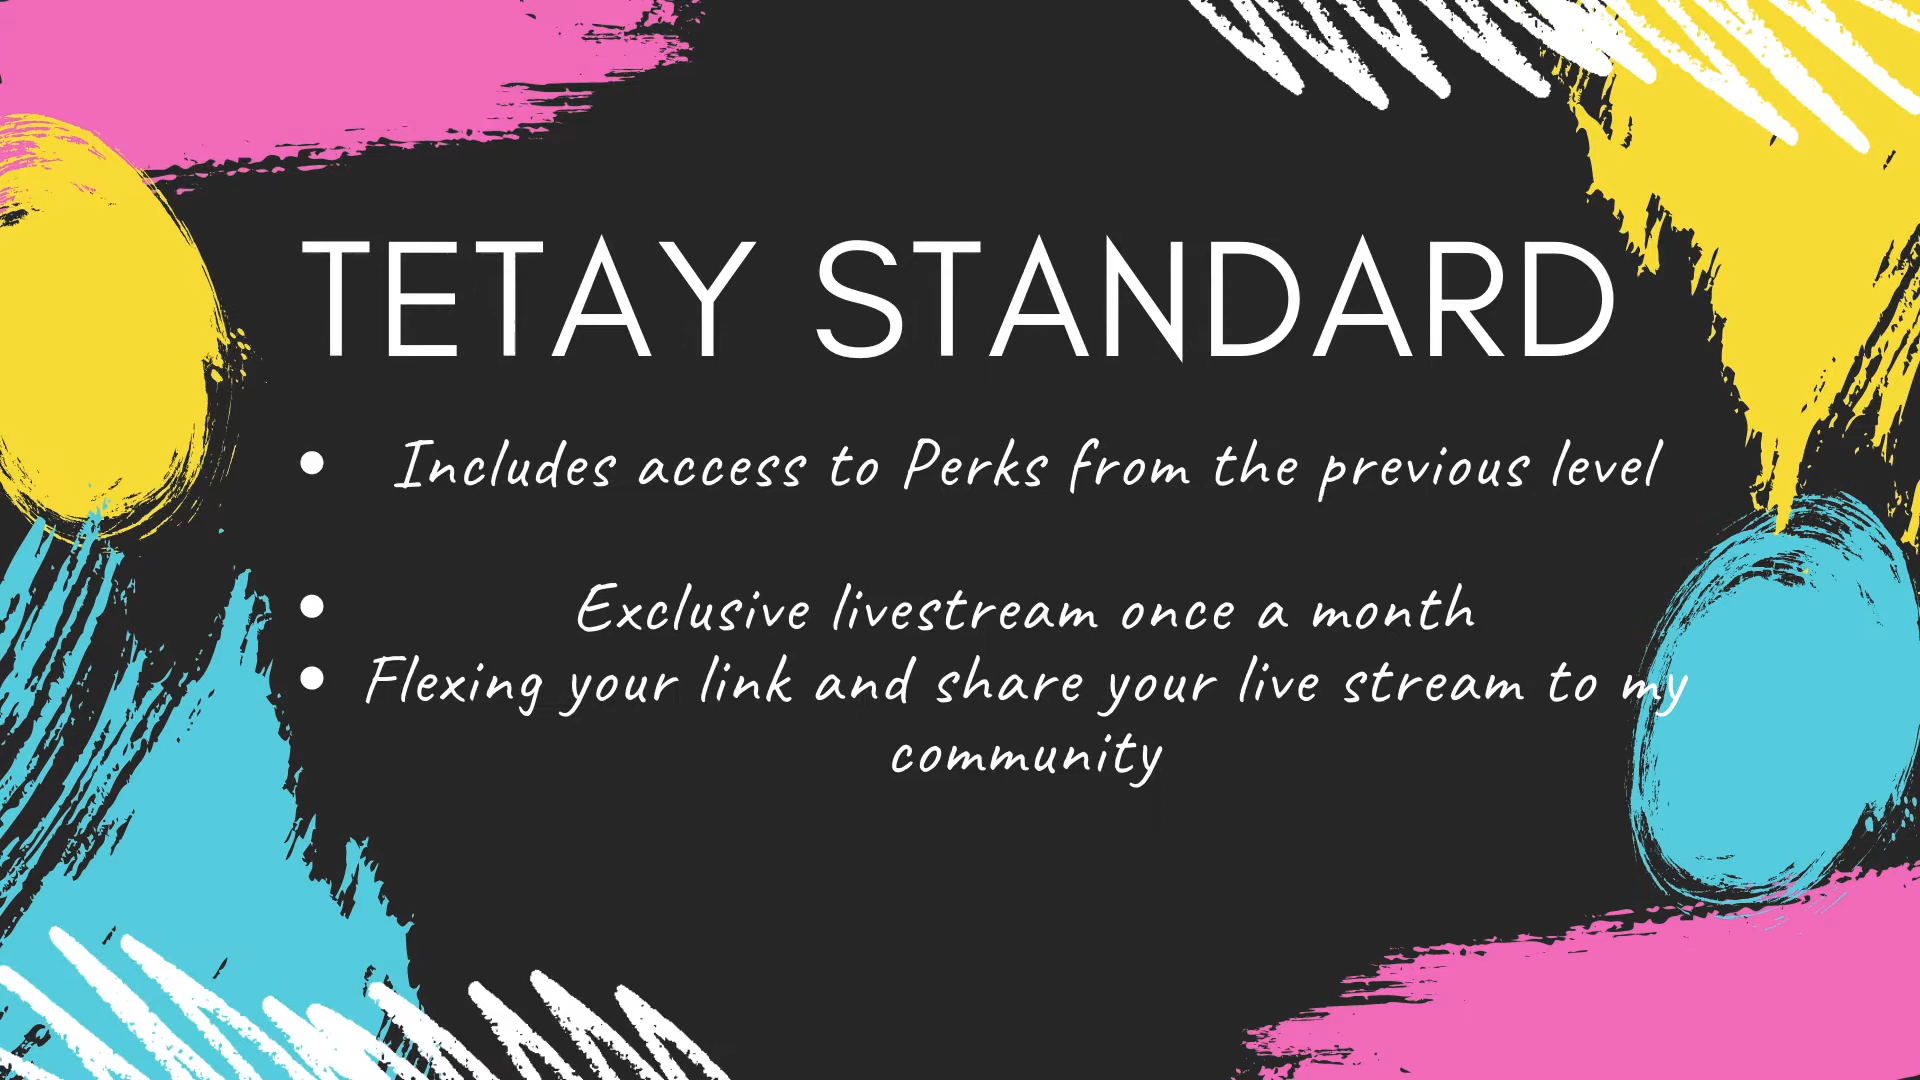 TETAY STANDARD
• Includes access to Perks from the previous level
• Exclusive livestream once a month
• Flexing your link and share your live stream to my
community